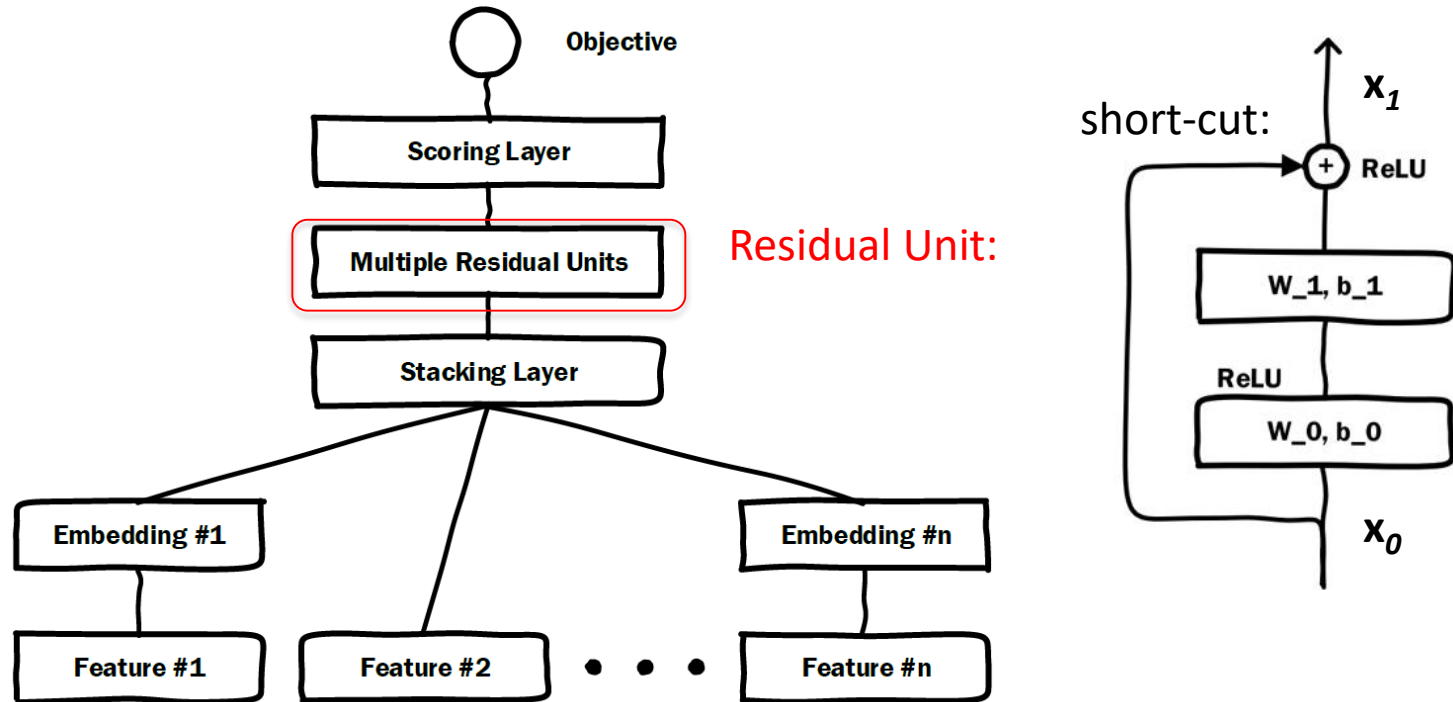 Objective
Scoring Layer
Multiple Residual Units
Residual Unit:
Stacking Layer
Embedding #1
Embedding #n
Feature #1
Feature #2
Feature #n
x1
short-cut:
+
ReLU
W_1, b_1
ReLU
W_0, b_0
x0